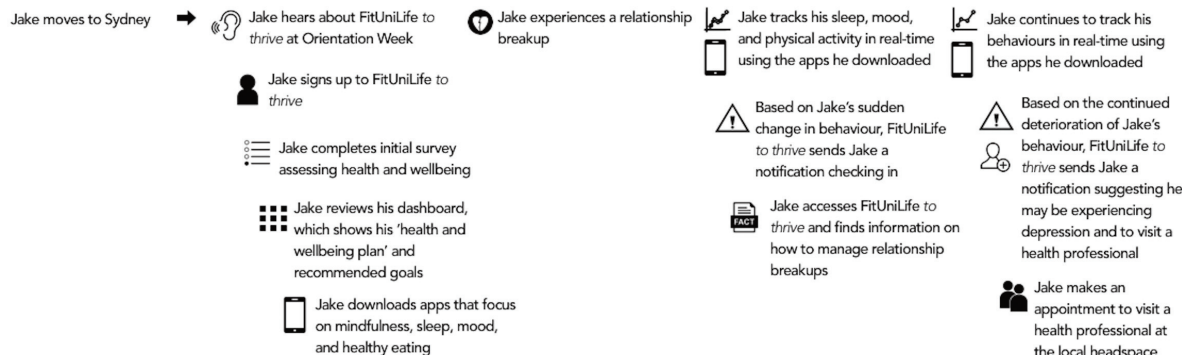 Jake moves to Sydney
Jake hears about FitUniLife to
thrive at Orientation Week
Jake signs up to FitUniLife to
thrive
Jake completes initial survey
assessing health and wellbeing
Jake reviews his dashboard,
which shows his 'health and
wellbeing plan' and
recommended goals
Jake downloads apps that focus
on mindfulness, sleep, mood,
and healthy eating
Jake experiences a relationship
breakup
Jake tracks his sleep, mood,
and physical activity in real-time
using the apps he downloaded
Based on Jake's sudden
change in behaviour, FitUniLife
to thrive sends Jake a
notification checking in
FACT
Jake accesses FitUniLife to
thrive and finds information on
how to manage relationship
breakups
Jake continues to track his
behaviours in real-time using
the apps he downloaded
Based on the continued
deterioration of Jake's
behaviour, FitUniLife to
thrive sends Jake a
notification suggesting he
may be experiencing
depression and to visit a
health professional
Jake makes an
appointment to visit a
health professional at
the local headspace